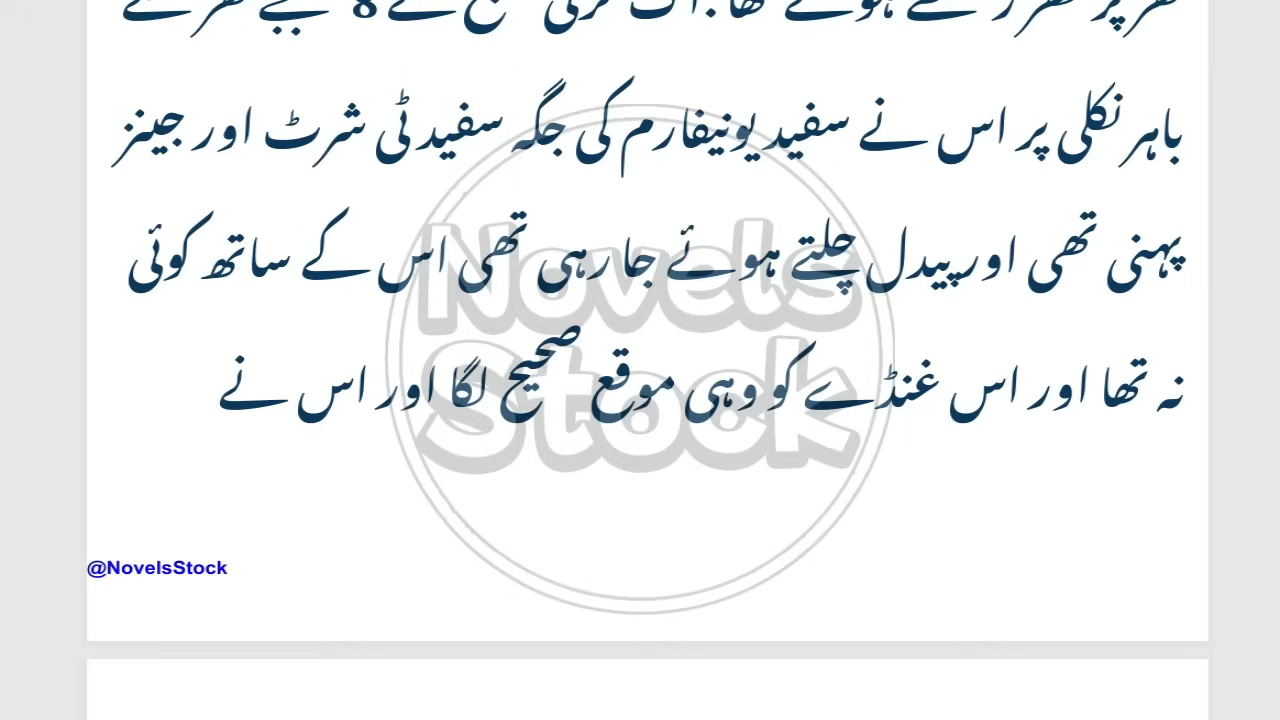 باہر نکلی پر اس نے سفید یونیفارم کی جگہ سفید ٹی شرٹ اور جینز
پہنی تھی اور پیدل چلتے ہوئے جا رہی تھی اس کے ساتھ کوئی
نہ تھا اور اس غنڈے کو وہی موقع صحیح لگا اور اس نے
Novels
Stock
@NovelsStock